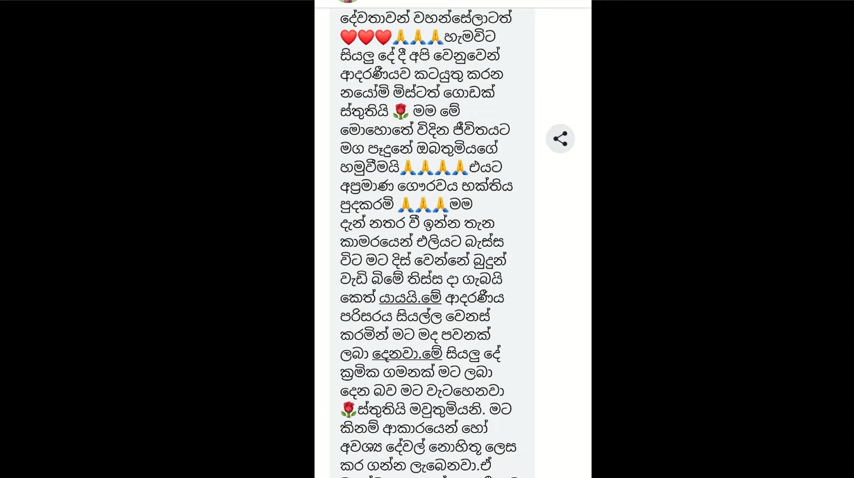 දේවතාවන් වහන්සේලාටත්
❤️❤️❤️🙏🙏🙏හැමවිට
සියලු දේ දී අපි වෙනුවෙන්
ආදරණීයව කටයුතු කරන
නයෝමි මිස්ටත් ගොඩක්
ස්තුතියි 🌹 මම මේ
මොහොතේ විදින ජීවිතයට
මග පෑදුනේ ඔබතුමියගේ
හමුවීමයි🙏🙏🙏🙏එයට
අප්‍රමාණ ගෞරවය භක්තිය
පුදකරමි 🙏🙏🙏මම
දැන් නතර වී ඉන්න තැන
කාමරයෙන් එලියට බැස්ස
විට මට දිස් වෙන්නේ බුදුන්
වැඩි බිමේ තිස්ස දා ගැබයි
කෙත් යායයි.මේ ආදරණීය
පරිසරය සියල්ල වෙනස්
කරමින් මට මද පවනක්
ලබා දෙනවා.මේ සියලු දේ
ක්‍රමික ගමනක් මට ලබා
දෙන බව මට වැටහෙනවා
🌹ස්තුතියි මවුතුමියනි. මට
කිනම් ආකාරයෙන් හෝ
අවශ්‍ය දේවල් නොහිතූ ලෙස
කර ගන්න ලැබෙනවා.ඒ